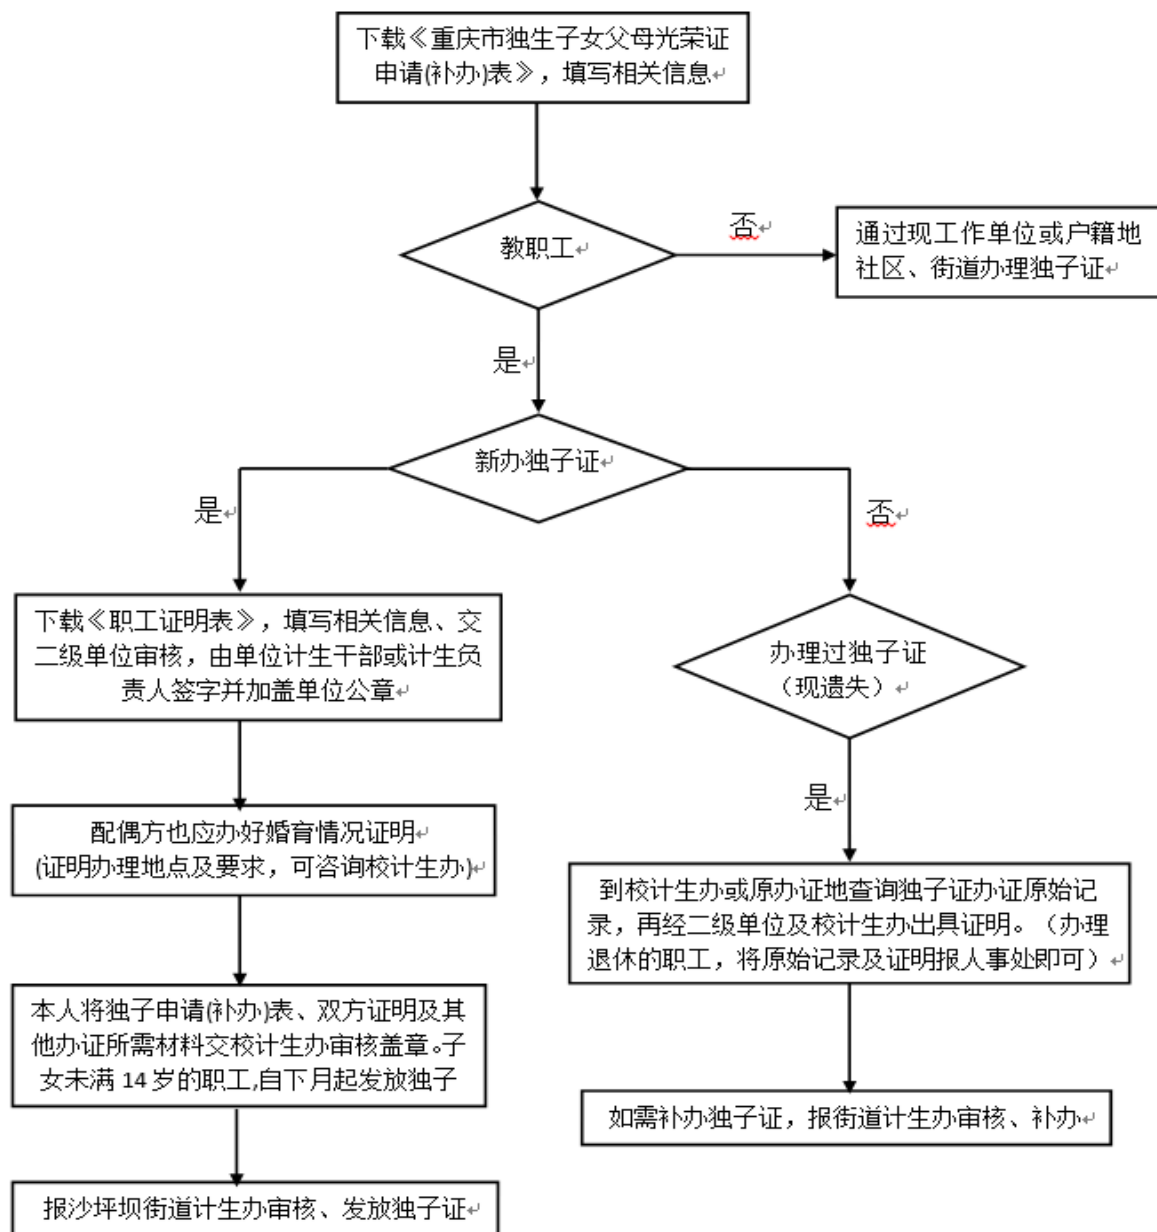 下载《重庆市独生子女父母光荣证
申请(补办)表》，填写相关信息
教职工
否
通过现工作单位或户籍地
社区、街道办理独子证
是
新办独子证
是
否
下载《职工证明表》，填写相关信息、交
二级单位审核，由单位计生干部或计生负
责人签字并加盖单位公章
办理过独子证
（现遗失）
是
配偶方也应办好婚育情况证明
(证明办理地点及要求，可咨询校计生办)
到校计生办或原办证地查询独子证办证原始记
录，再经二级单位及校计生办出具证明。（办理
退休的职工，将原始记录及证明报人事处即可）
本人将独子申请(补办)表、双方证明及其
他办证所需材料交校计生办审核盖章。子
女未满 14 岁的职工,自下月起发放独子
如需补办独子证，报街道计生办审核、补办
报沙坪坝街道计生办审核、发放独子证